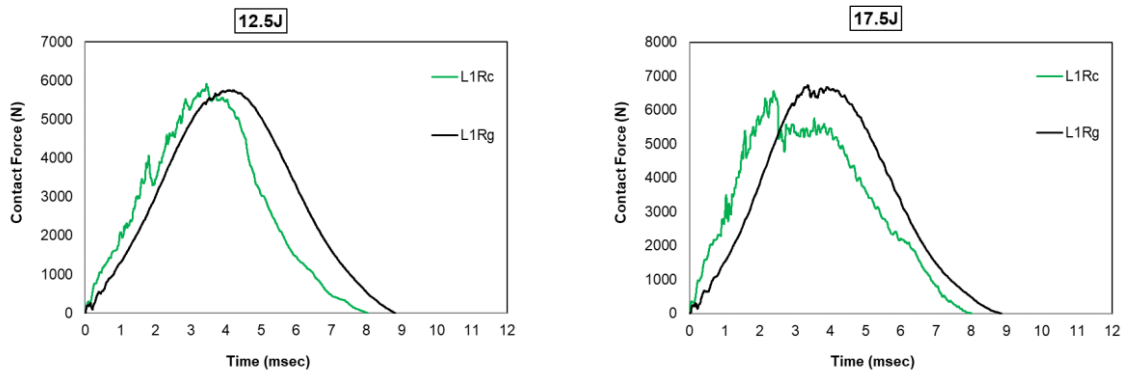 12.5J
7000
6000
5000
4000
3000
2000
1000
0
Contact Force (N)
L1Rc
L1Rg
0 1 2 3 4 5 6 7 8 9 10 11 12
Time (msec)
17.5J
8000
7000
6000
5000
4000
3000
2000
1000
0
Contact Force (N)
L1Rc
L1Rg
0 1 2 3 4 5 6 7 8 9 10 11 12
Time (msec)